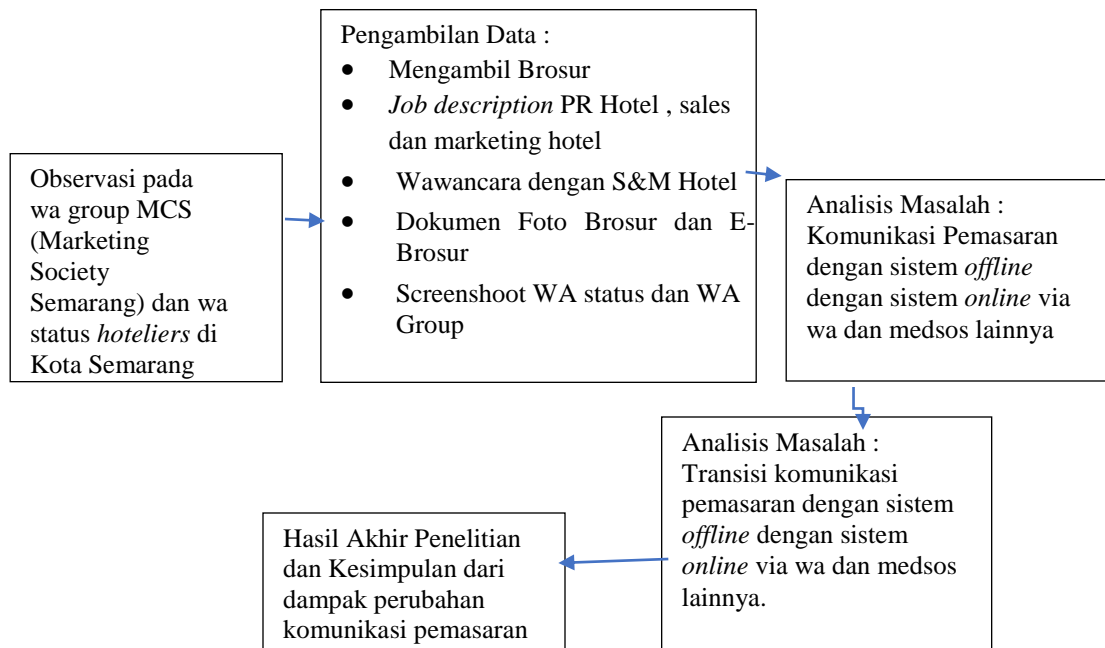 Observasi pada
wa group MCS
(Marketing
Society
Semarang) dan wa
status hoteliers di
Kota Semarang
Pengambilan Data :
• Mengambil Brosur
• Job description PR Hotel , sales
dan marketing hotel
• Wawancara dengan S&M Hotel
• Dokumen Foto Brosur dan E-
Brosur
• Screenshoot WA status dan WA
Group
Analisis Masalah :
Komunikasi Pemasaran
dengan sistem offline
dengan sistem online via
wa dan medsos lainnya
Analisis Masalah :
Transisi komunikasi
pemasaran dengan sistem
offline dengan sistem
online via wa dan medsos
lainnya.
Hasil Akhir Penelitian
dan Kesimpulan dari
dampak perubahan
komunikasi pemasaran